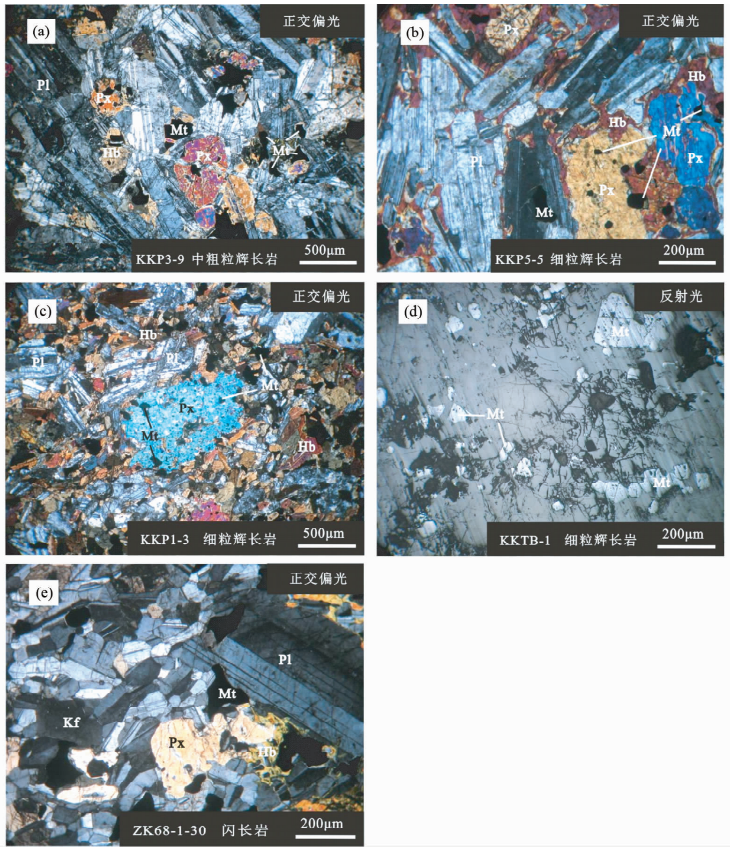 (a)
正交偏光
Pl
Px
Mt
Hb
Px
Mt
KKP3-9 中粗粒辉长岩
500μm
(b)
正交偏光
Px
Hb
Hb
Mt
Pl
Px
Px
Mt
KKP5-5 细粒辉长岩
200μm
(c)
正交偏光
Hb
Pl
Pl
Pl
Mt
Px
Mt
Hb
KKP1-3 细粒辉长岩
500μm
(d)
反射光
Mt
Mt
Mt
KKTB-1 细粒辉长岩
200μm
(e)
正交偏光
Pl
Mt
Kf
Px
Hb
ZK68-1-30 闪长岩
200μm